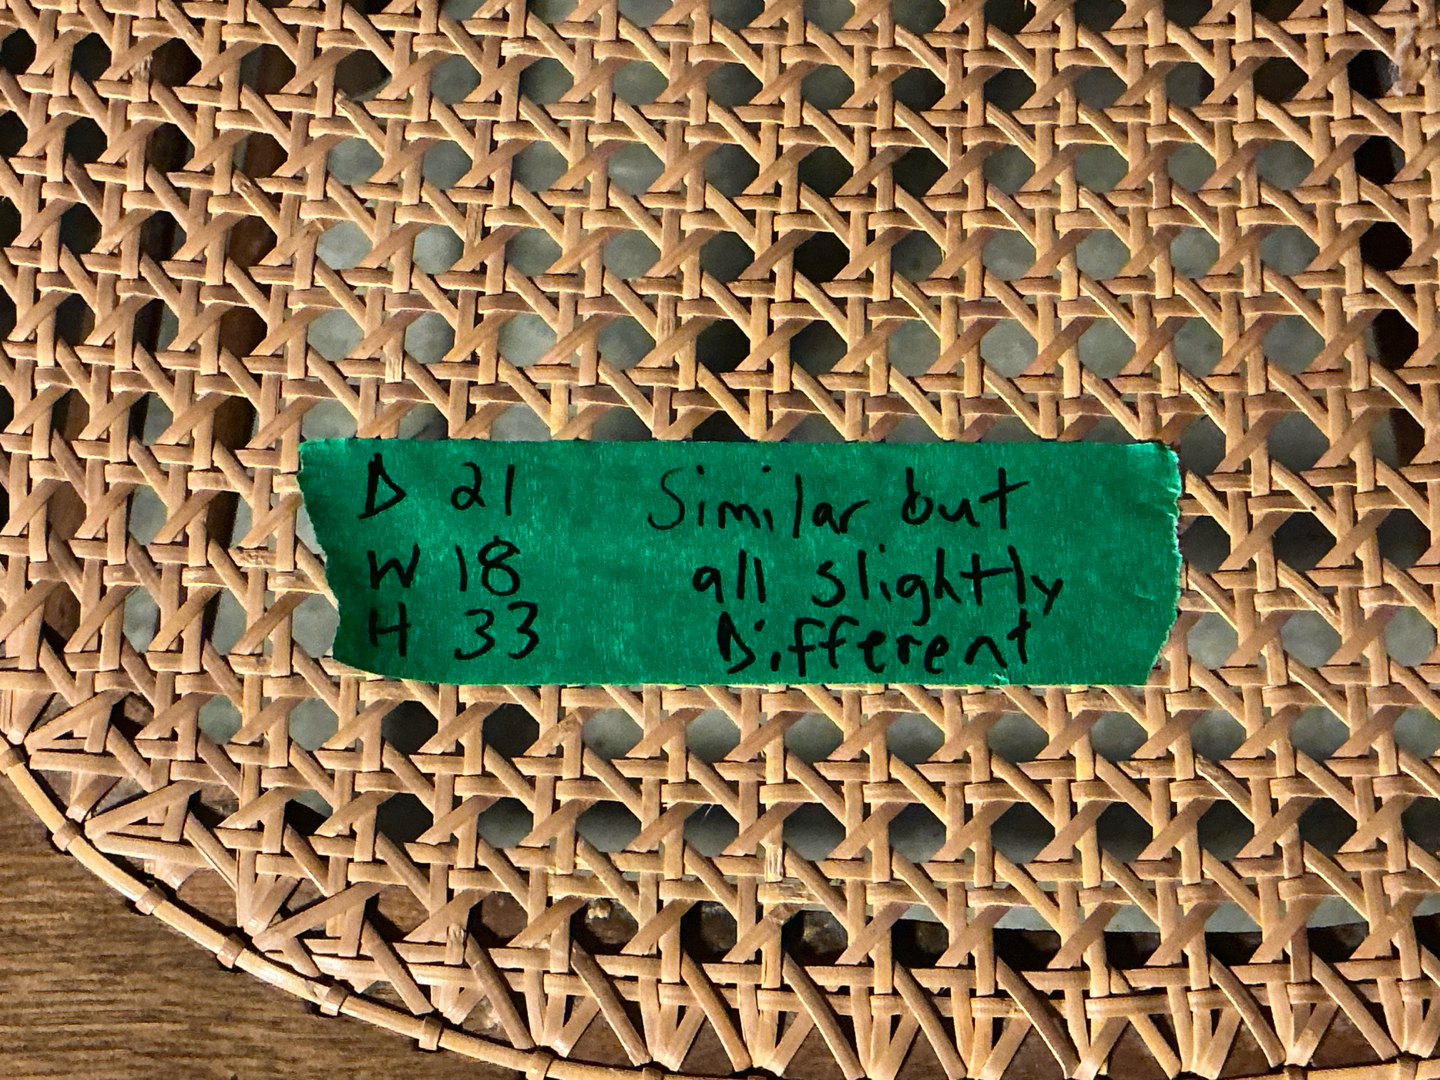 D 21
W 18
H 33
Similar but
all slightly
Different